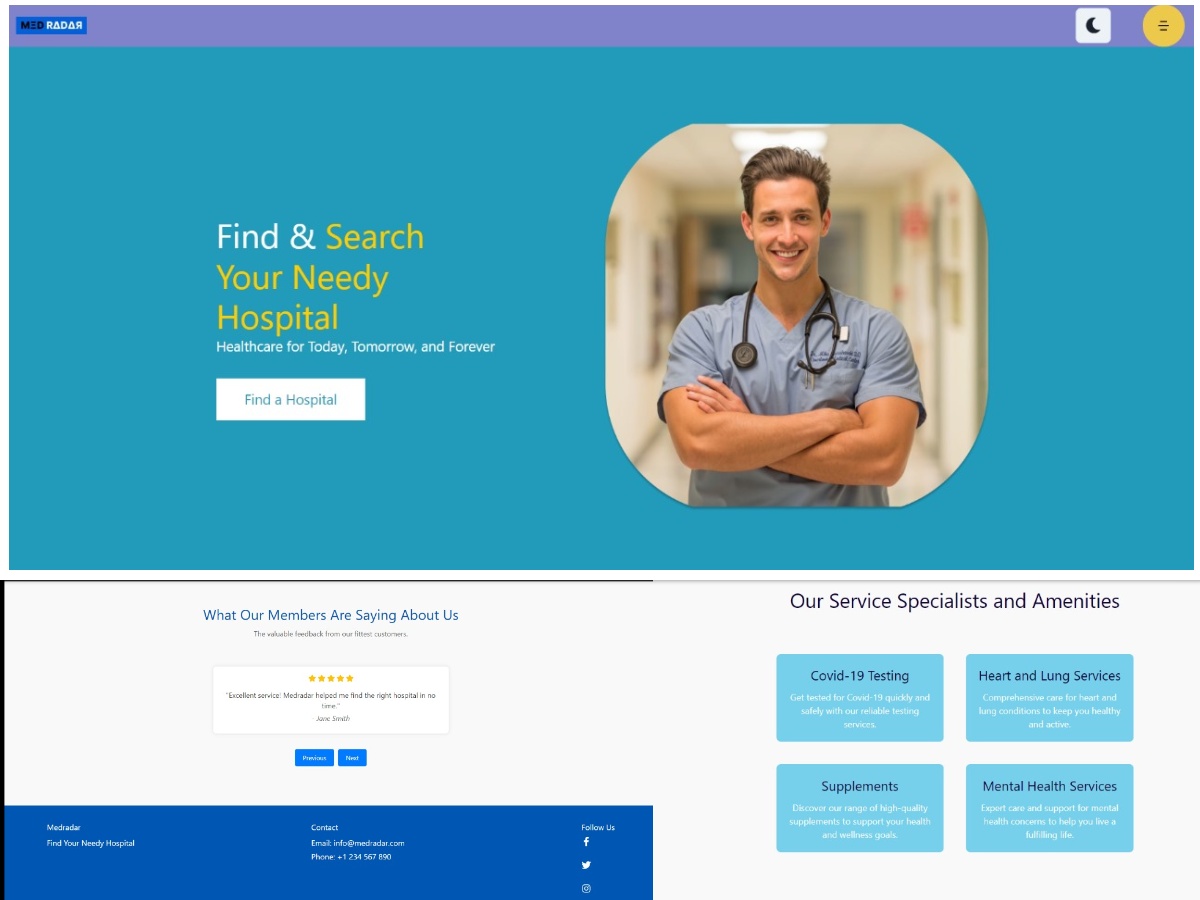 MED RADAR
Find & Search
Your Needy
Hospital
Healthcare for Today, Tomorrow, and Forever
Find a Hospital
What Our Members Are Saying About Us
The valuable feedback from our fittest customers.
"Excellent service! Medradar helped me find the right hospital in no
time."
Jane Smith
Previous
Next
Medradar
Find Your Needy Hospital
Contact
Email: info@medradar.com
Phone: +1 234 567 890
Follow Us
Our Service Specialists and Amenities
Covid-19 Testing
Get tested for Covid-19 quickly and
safely with our reliable testing
services.
Heart and Lung Services
Comprehensive care for heart and
lung conditions to keep you healthy
and active.
Supplements
Discover our range of high-quality
supplements to support your health
and wellness goals.
Mental Health Services
Expert care and support for mental
health concerns to help you live a
fulfilling life.